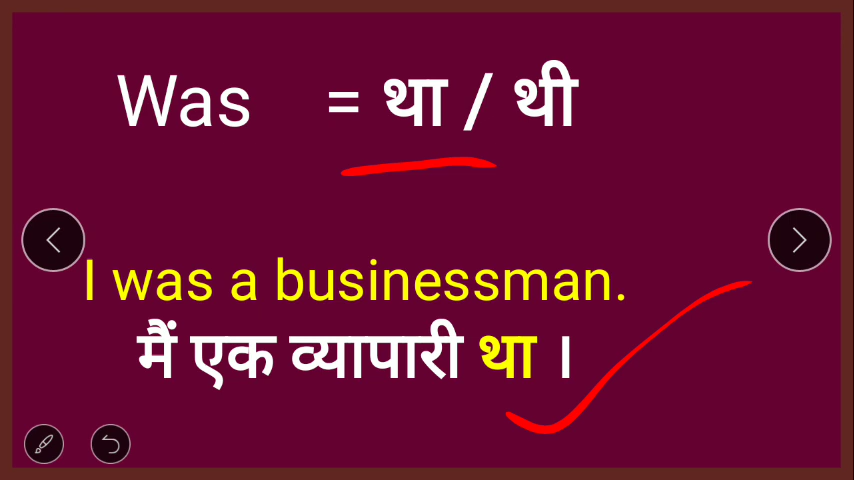 Was = था / थी
I was a businessman.
मैं एक व्यापारी था ।